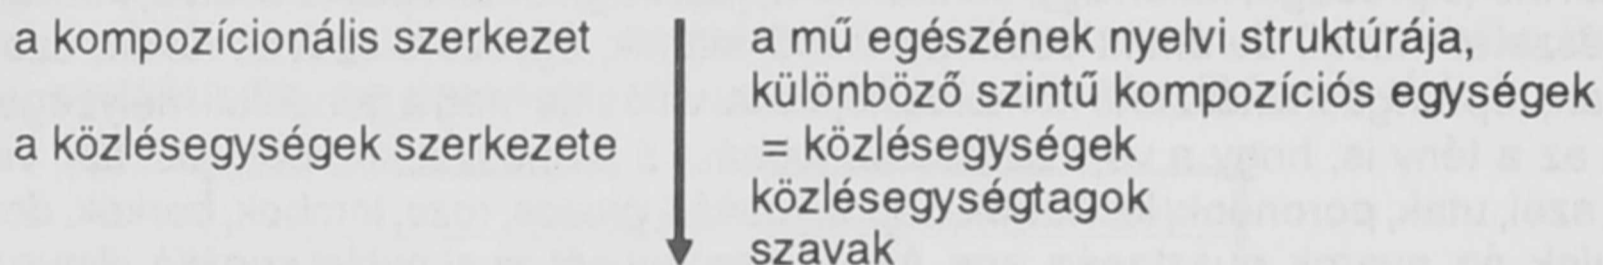 a kompozícionális szerkezet
a mű egészének nyelvi struktúrája,
különböző szintű kompozíciós egységek
a közlésegységek szerkezete
= közlésegységek
közlésegységtagok
szavak